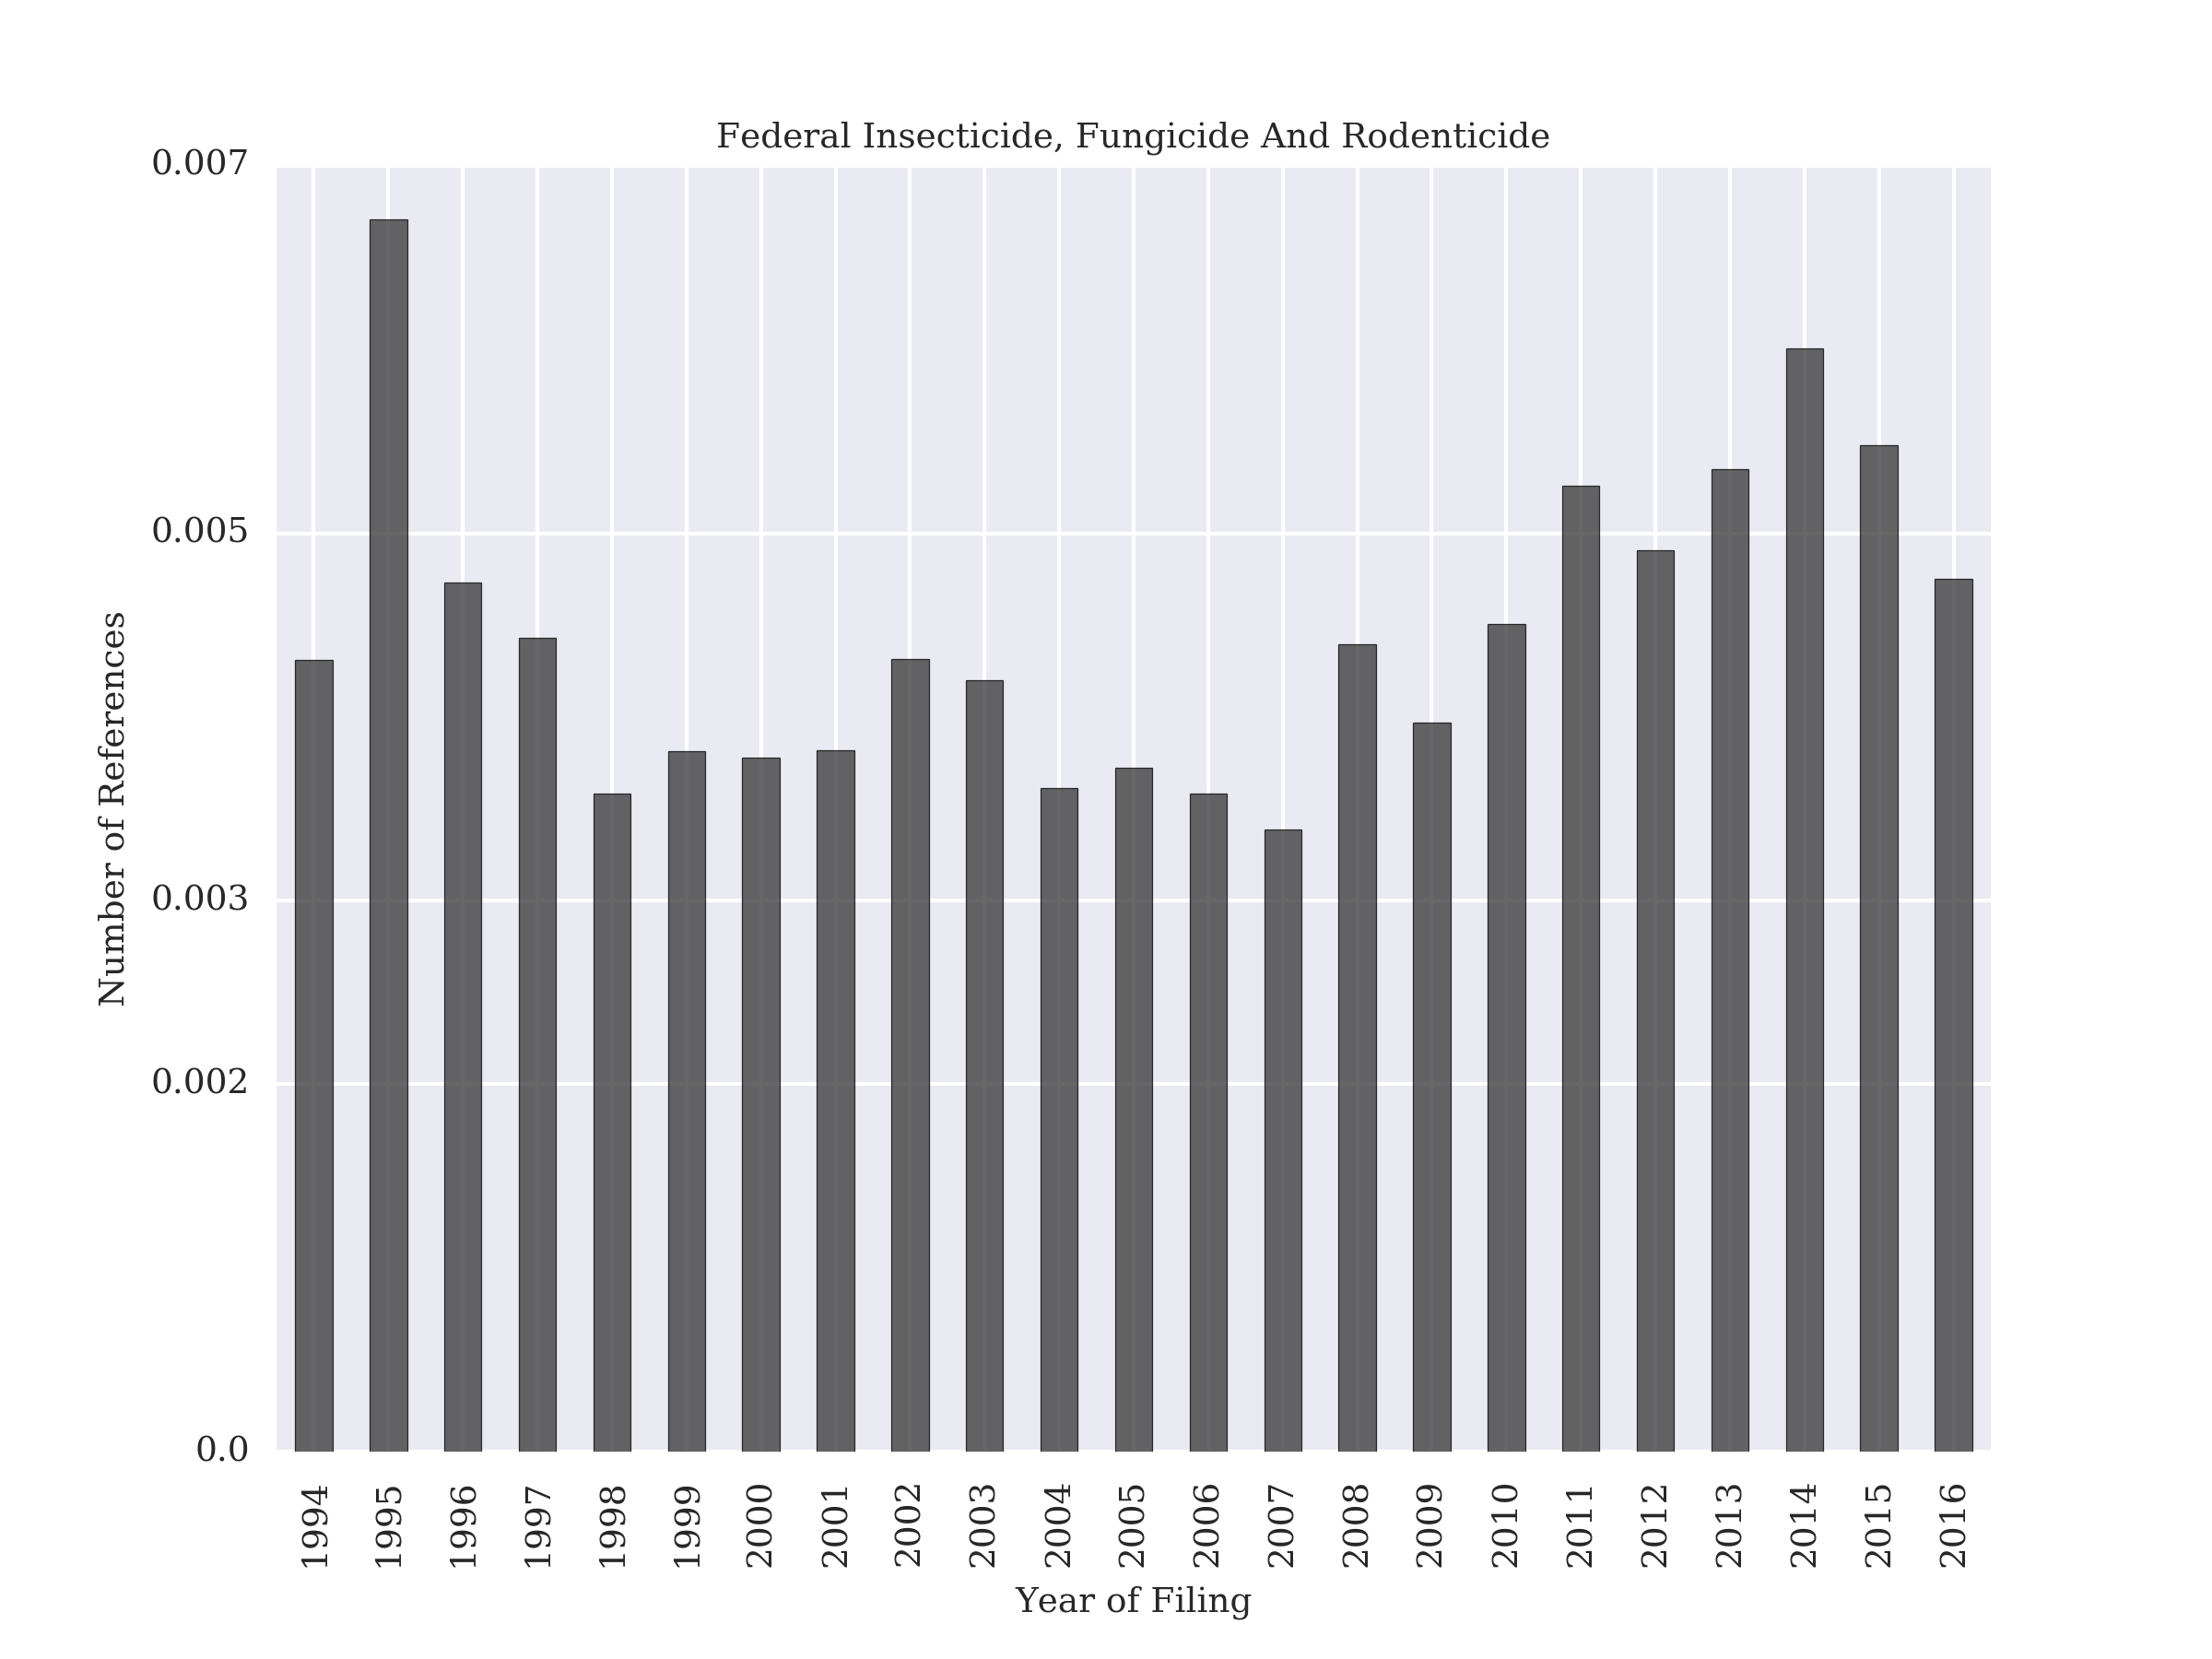 Federal Insecticide, Fungicide And Rodenticide
0.007
0.005
0.003
0.002
0.0
Number of References
1994 1995 1996 1997 1998 1999 2000 2001 2002 2003 2004 2005 2006 2007 2008 2009 2010 2011 2012 2013 2014 2015 2016
Year of Filing